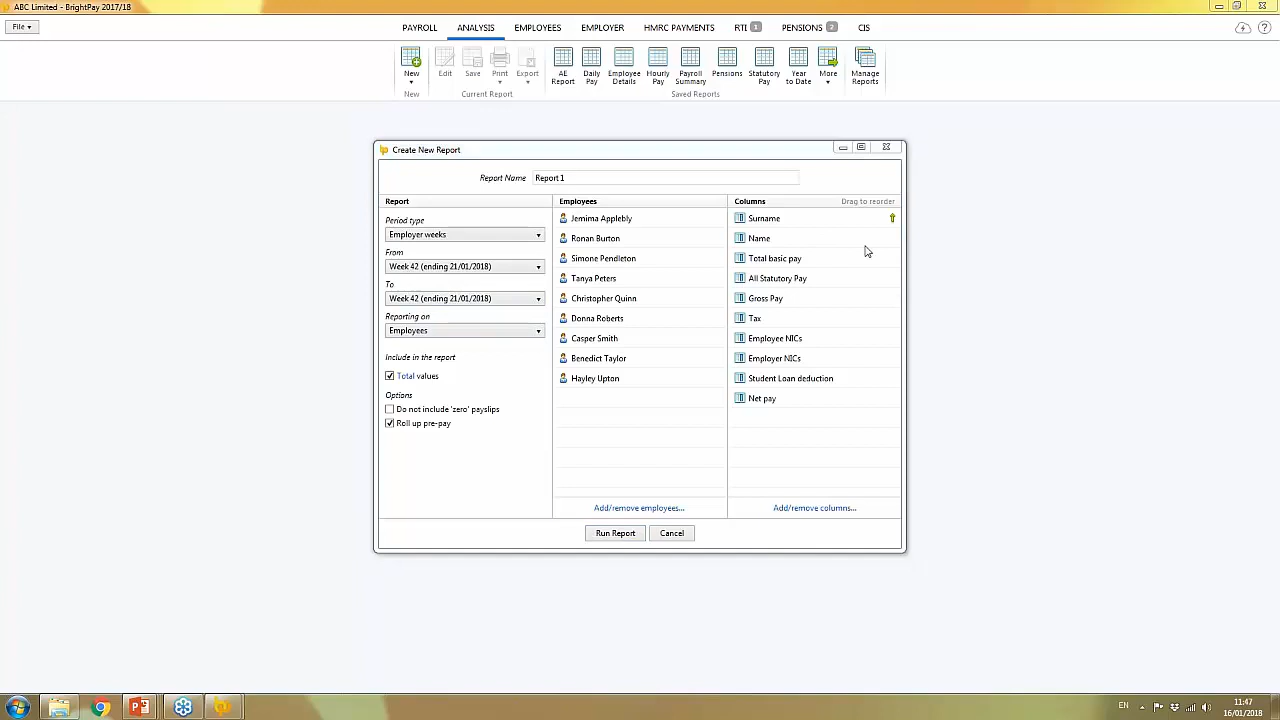 ABC Limited - BrightPay 2017/18
File
PAYROLL ANALYSIS EMPLOYEES EMPLOYER HMRC PAYMENTS RTI 1 PENSIONS 2 CIS
New Edit Save Print Export AE Report Daily Pay Employee Details Hourly Pay Payroll Summary Pensions Statutory Pay Year to Date More Manage Reports
New Current Report Saved Reports
Create New Report
Report Name Report 1
Report Employees Columns Drag to reorder
Period type
Employer weeks
From
Week 42 (ending 21/01/2018)
To
Week 42 (ending 21/01/2018)
Reporting on
Employees
Include in the report
Total values
Options
Do not include 'zero' payslips
Roll up pre-pay
Jemima Applebly
Ronan Burton
Simone Pendleton
Tanya Peters
Christopher Quinn
Donna Roberts
Casper Smith
Benedict Taylor
Hayley Upton
Add/remove employees...
Surname
Name
Total basic pay
All Statutory Pay
Gross Pay
Tax
Employee NICs
Employer NICs
Student Loan deduction
Net pay
Add/remove columns...
Run Report Cancel
EN 11:47
16/01/2018